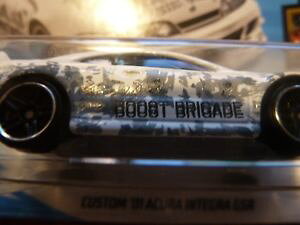 BOOST BRIGADE
CUSTOM '01 ACURA INTEGRA GSR